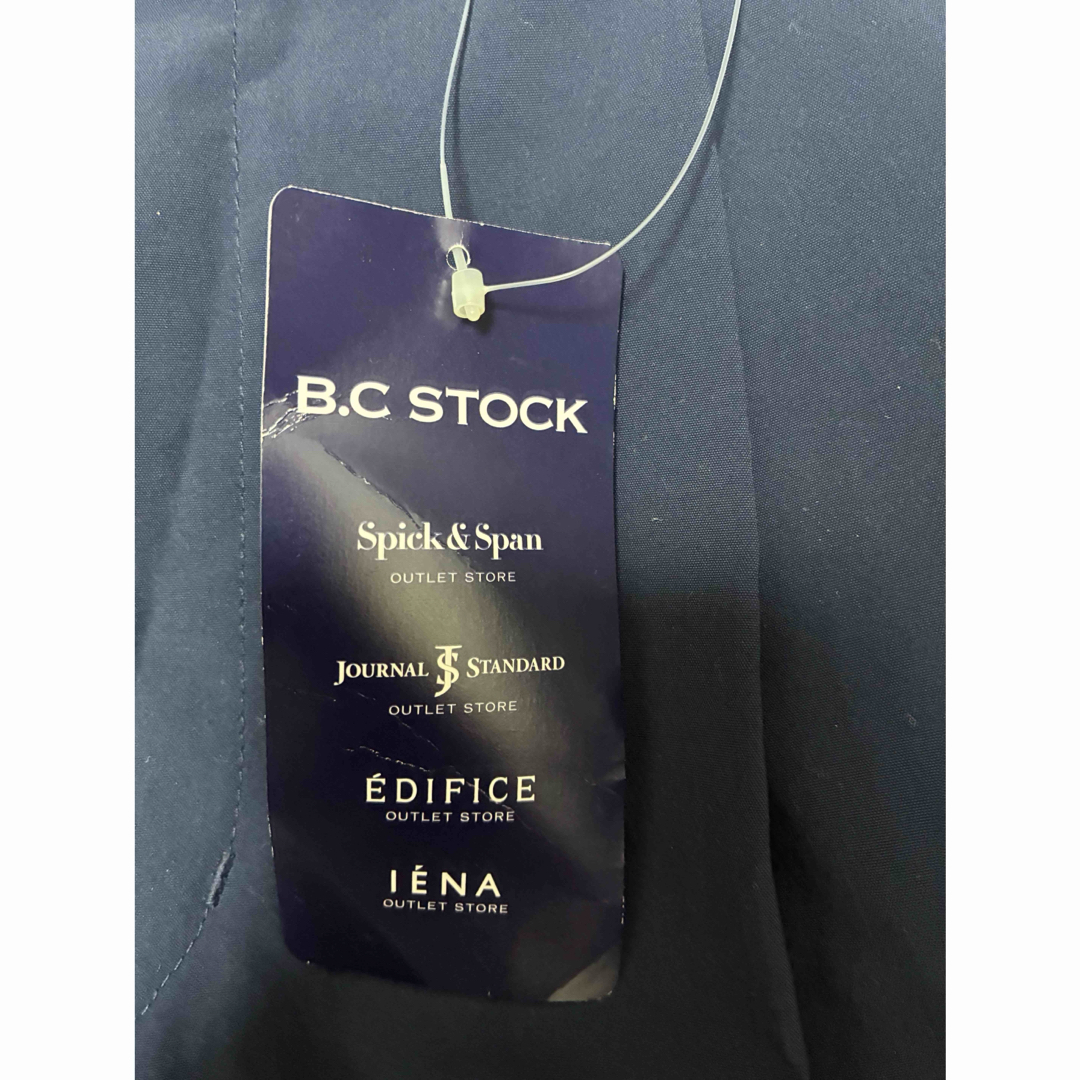 B.C STOCK
Spick & Span
OUTLET STORE
JOURNAL JS STANDARD
OUTLET STORE
ÉDIFICE
OUTLET STORE
IÉNA
OUTLET STORE